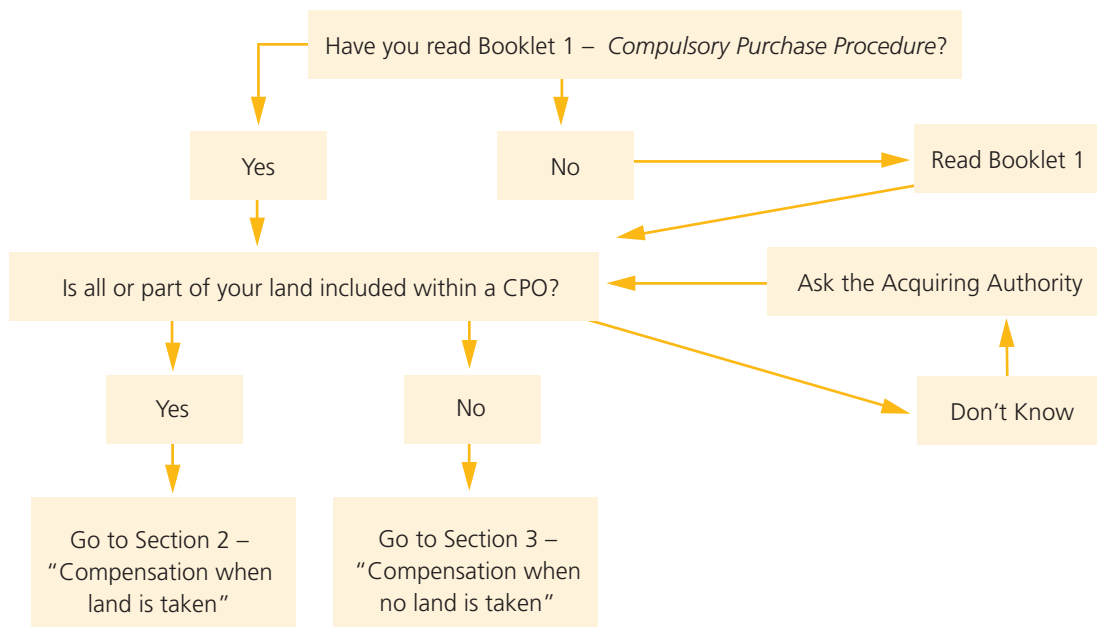 Have you read Booklet 1 – Compulsory Purchase Procedure?
Yes
No
Read Booklet 1
Is all or part of your land included within a CPO?
Ask the Acquiring Authority
Yes
No
Don’t Know
Go to Section 2 –
“Compensation when
land is taken”
Go to Section 3 –
“Compensation when
no land is taken”